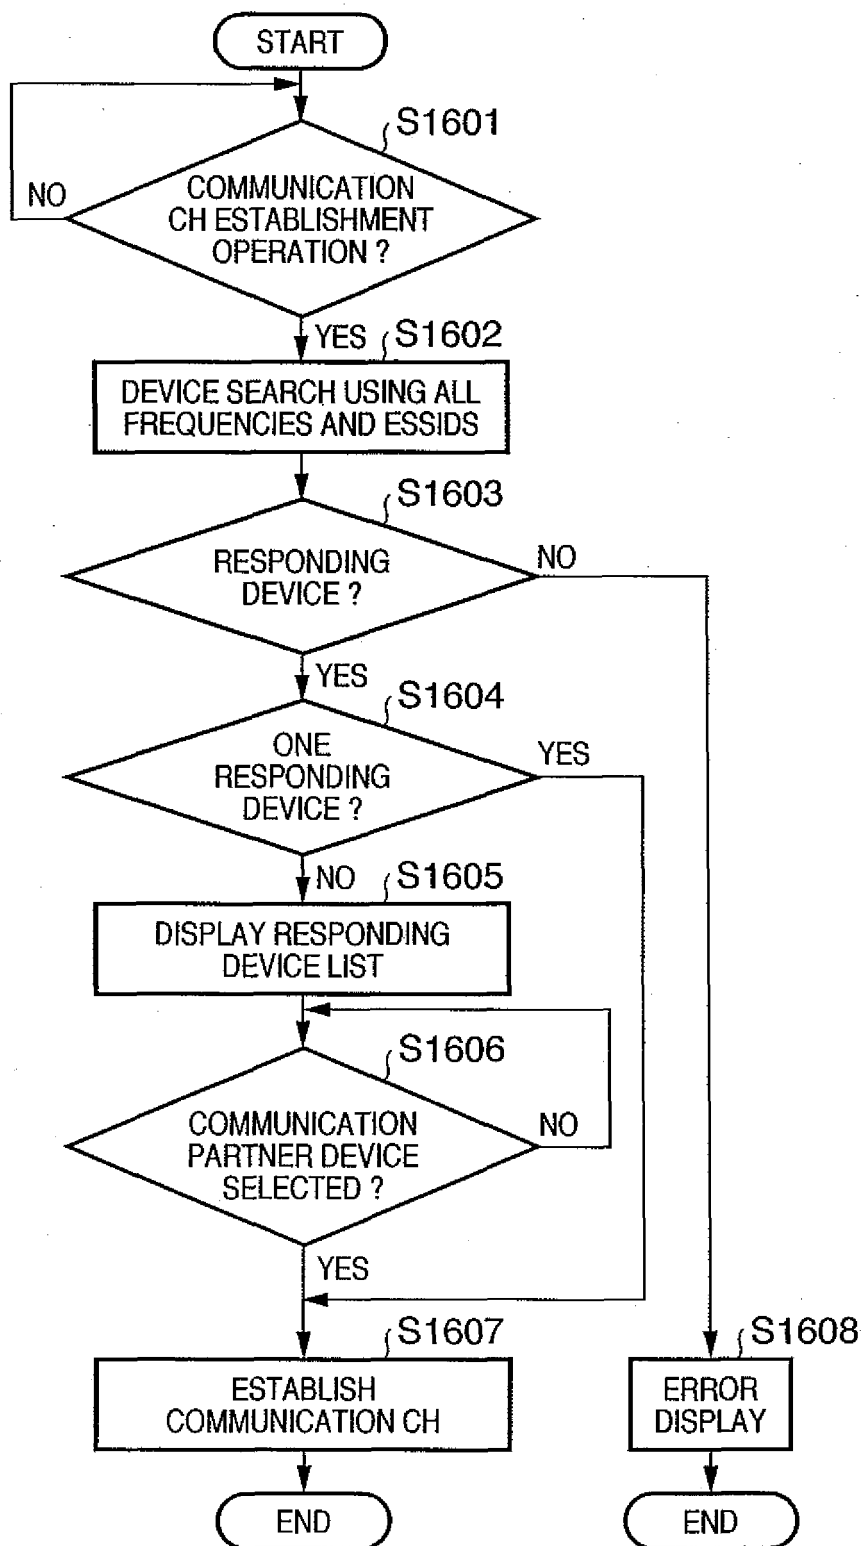 START
S1601
NO
COMMUNICATION
CH ESTABLISHMENT
OPERATION ?
YES
S1602
DEVICE SEARCH USING ALL
FREQUENCIES AND ESSIDS
S1603
RESPONDING
DEVICE ?
NO
YES
S1604
ONE
RESPONDING
DEVICE ?
YES
NO
S1605
DISPLAY RESPONDING
DEVICE LIST
S1606
COMMUNICATION
PARTNER DEVICE
SELECTED ?
NO
YES
S1607
ESTABLISH
COMMUNICATION CH
S1608
ERROR
DISPLAY
END
END